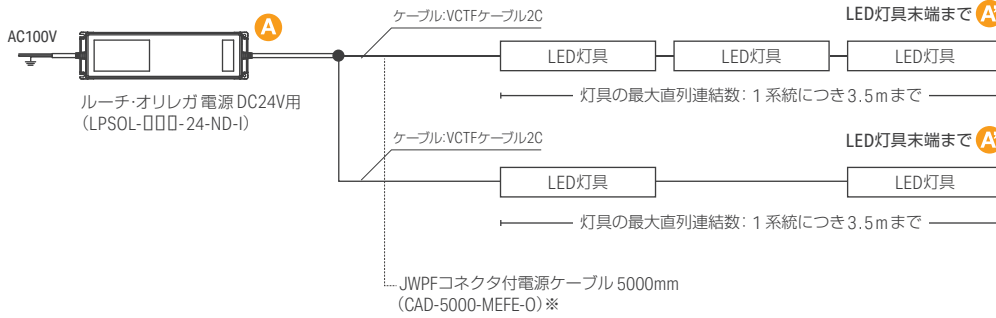 AC100V
A
ルーチ・オリレガ 電源 DC24V用
（LPSOL-▯▯▯-24-ND-I）
ケーブル:VCTFケーブル2C
LED灯具末端まで A
LED灯具
LED灯具
LED灯具
灯具の最大直列連結数: 1 系統につき3.5mまで
ケーブル:VCTFケーブル2C
LED灯具末端まで A
LED灯具
LED灯具
灯具の最大直列連結数: 1 系統につき3.5mまで
JWPFコネクタ付電源ケーブル 5000mm
（CAD-5000-MEFE-O）※